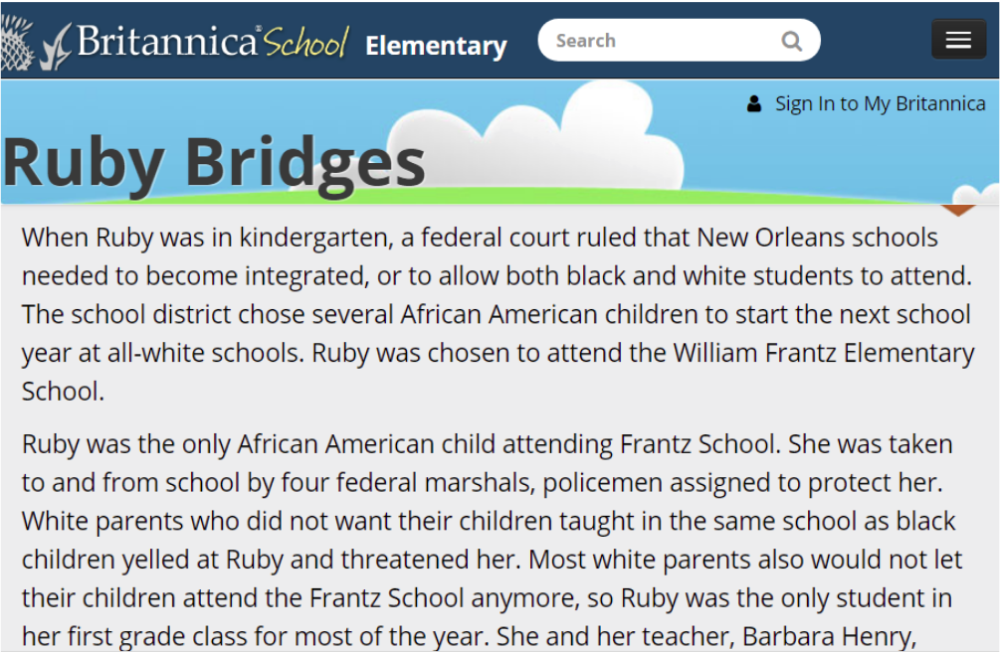 Britannica School Elementary Search
Sign In to My Britannica
Ruby Bridges
When Ruby was in kindergarten, a federal court ruled that New Orleans schools
needed to become integrated, or to allow both black and white students to attend.
The school district chose several African American children to start the next school
year at all-white schools. Ruby was chosen to attend the William Frantz Elementary
School.
Ruby was the only African American child attending Frantz School. She was taken
to and from school by four federal marshals, policemen assigned to protect her.
White parents who did not want their children taught in the same school as black
children yelled at Ruby and threatened her. Most white parents also would not let
their children attend the Frantz School anymore, so Ruby was the only student in
her first grade class for most of the year. She and her teacher, Barbara Henry,